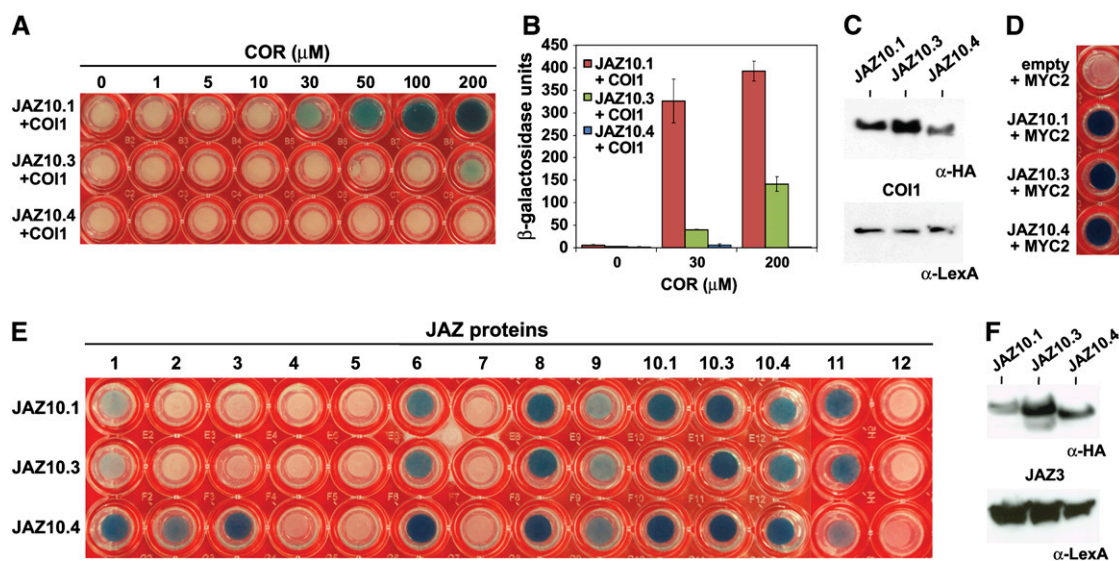 A
COR (μM)
0 1 5 10 30 50 100 200
JAZ10.1
+COI1
JAZ10.3
+COI1
JAZ10.4
+COI1
B
β-galactosidase units
450
400
350
300
250
200
150
100
50
0
JAZ10.1
+ COI1
JAZ10.3
+ COI1
JAZ10.4
+ COI1
0 30 200
COR (μM)
C
JAZ10.1 JAZ10.3 JAZ10.4
α-HA
COI1
α-LexA
D
empty
+ MYC2
JAZ10.1
+ MYC2
JAZ10.3
+ MYC2
JAZ10.4
+ MYC2
E
JAZ proteins
1 2 3 4 5 6 7 8 9 10.1 10.3 10.4 11 12
JAZ10.1
JAZ10.3
JAZ10.4
F
JAZ10.1 JAZ10.3 JAZ10.4
α-HA
JAZ3
α-LexA